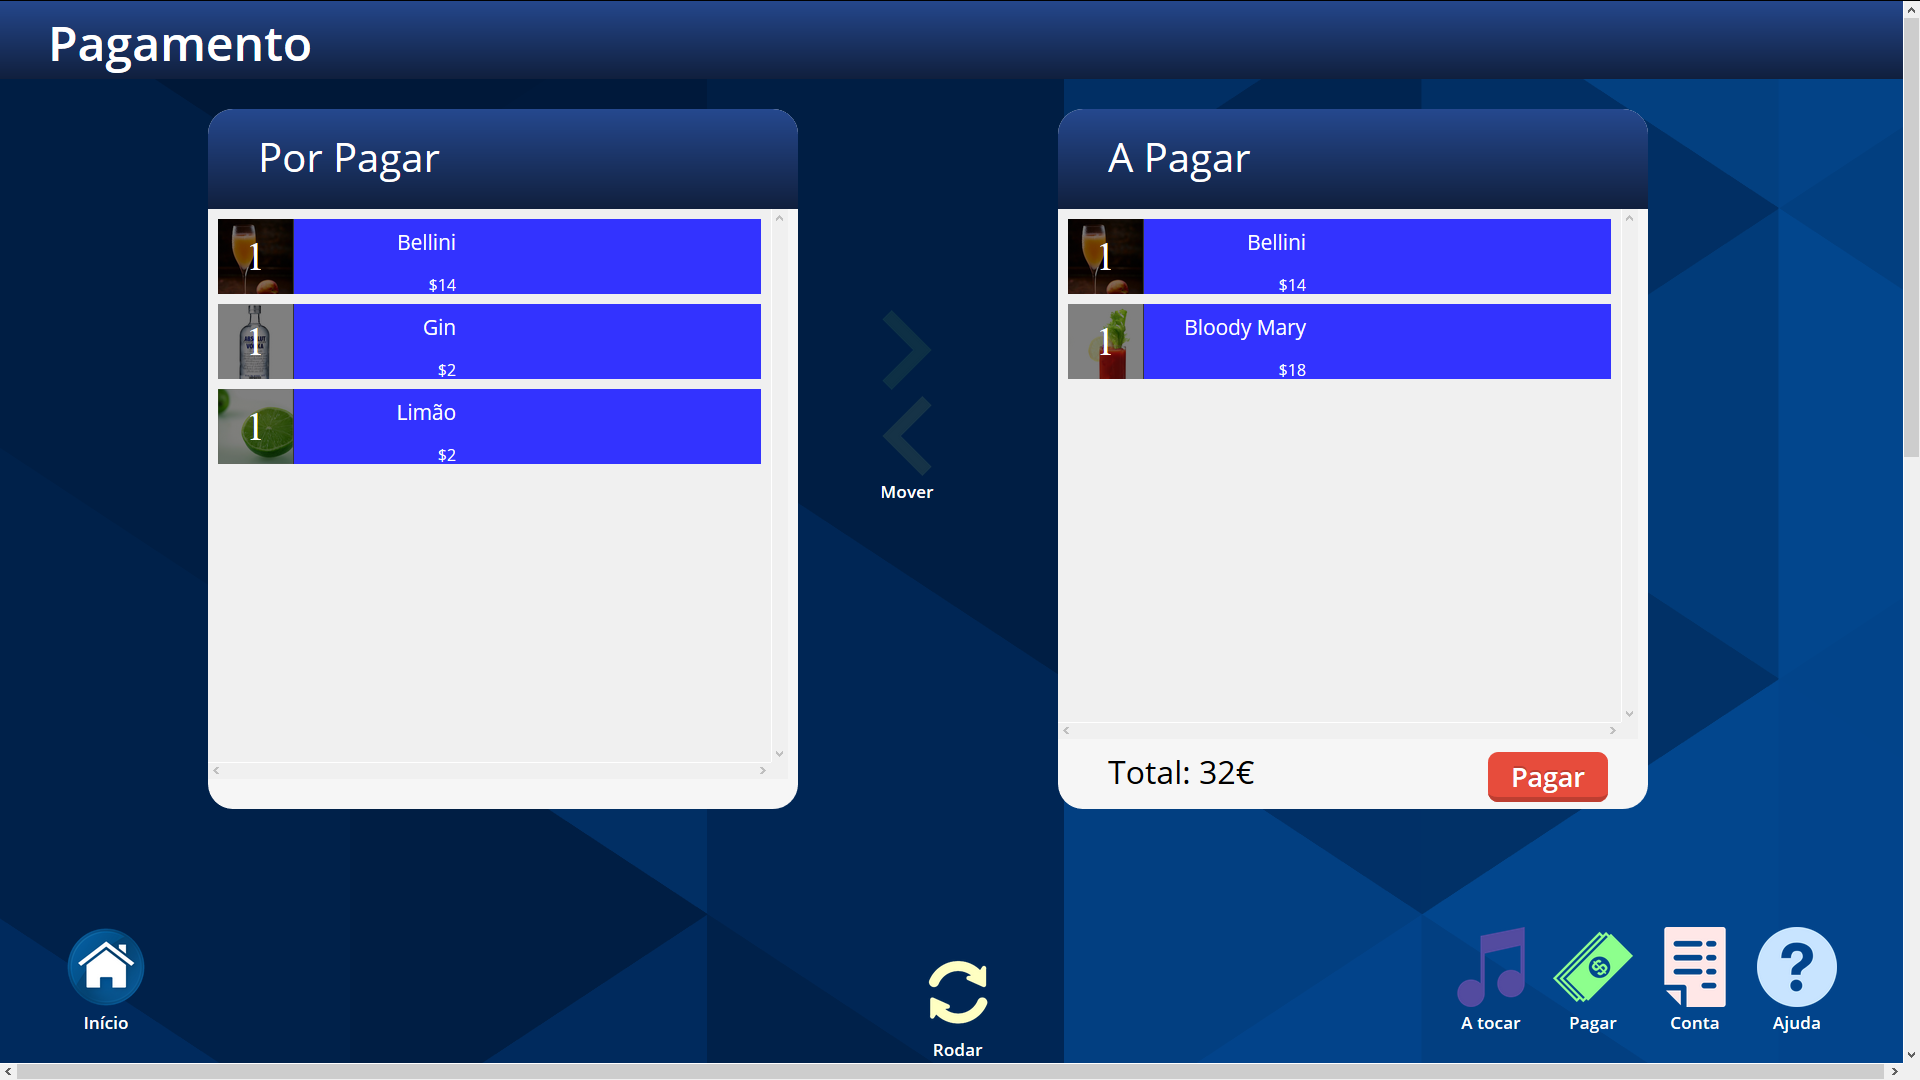 Pagamento
Por Pagar
1 Bellini
$14
1 Gin
$2
1 Limão
$2
Mover
A Pagar
1 Bellini
$14
1 Bloody Mary
$18
Total: 32€
Pagar
Início
Rodar
A tocar
Pagar
Conta
Ajuda